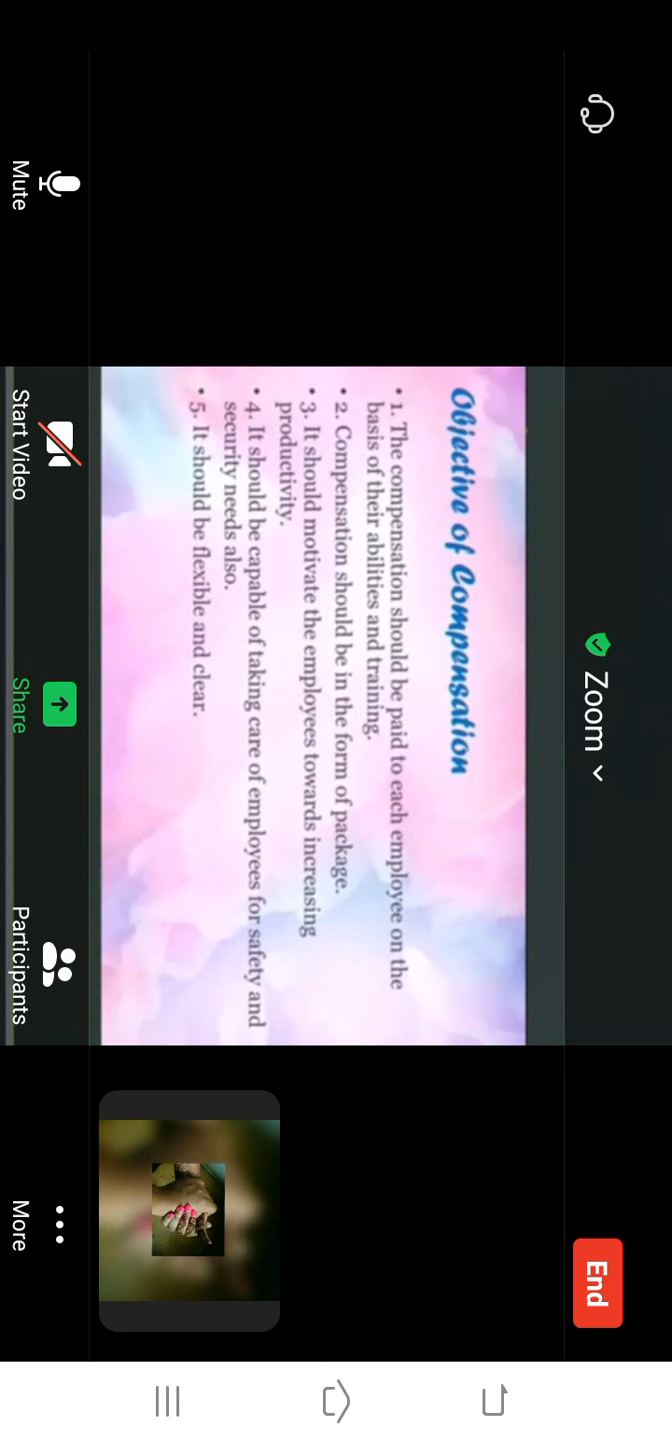 Zoom
End
Objective of Compensation
• 1. The compensation should be paid to each employee on the
basis of their abilities and training.
• 2. Compensation should be in the form of package.
• 3. It should motivate the employees towards increasing
productivity.
• 4. It should be capable of taking care of employees for safety and
security needs also.
• 5. It should be flexible and clear.
Mute
Start Video
Share
Participants
More